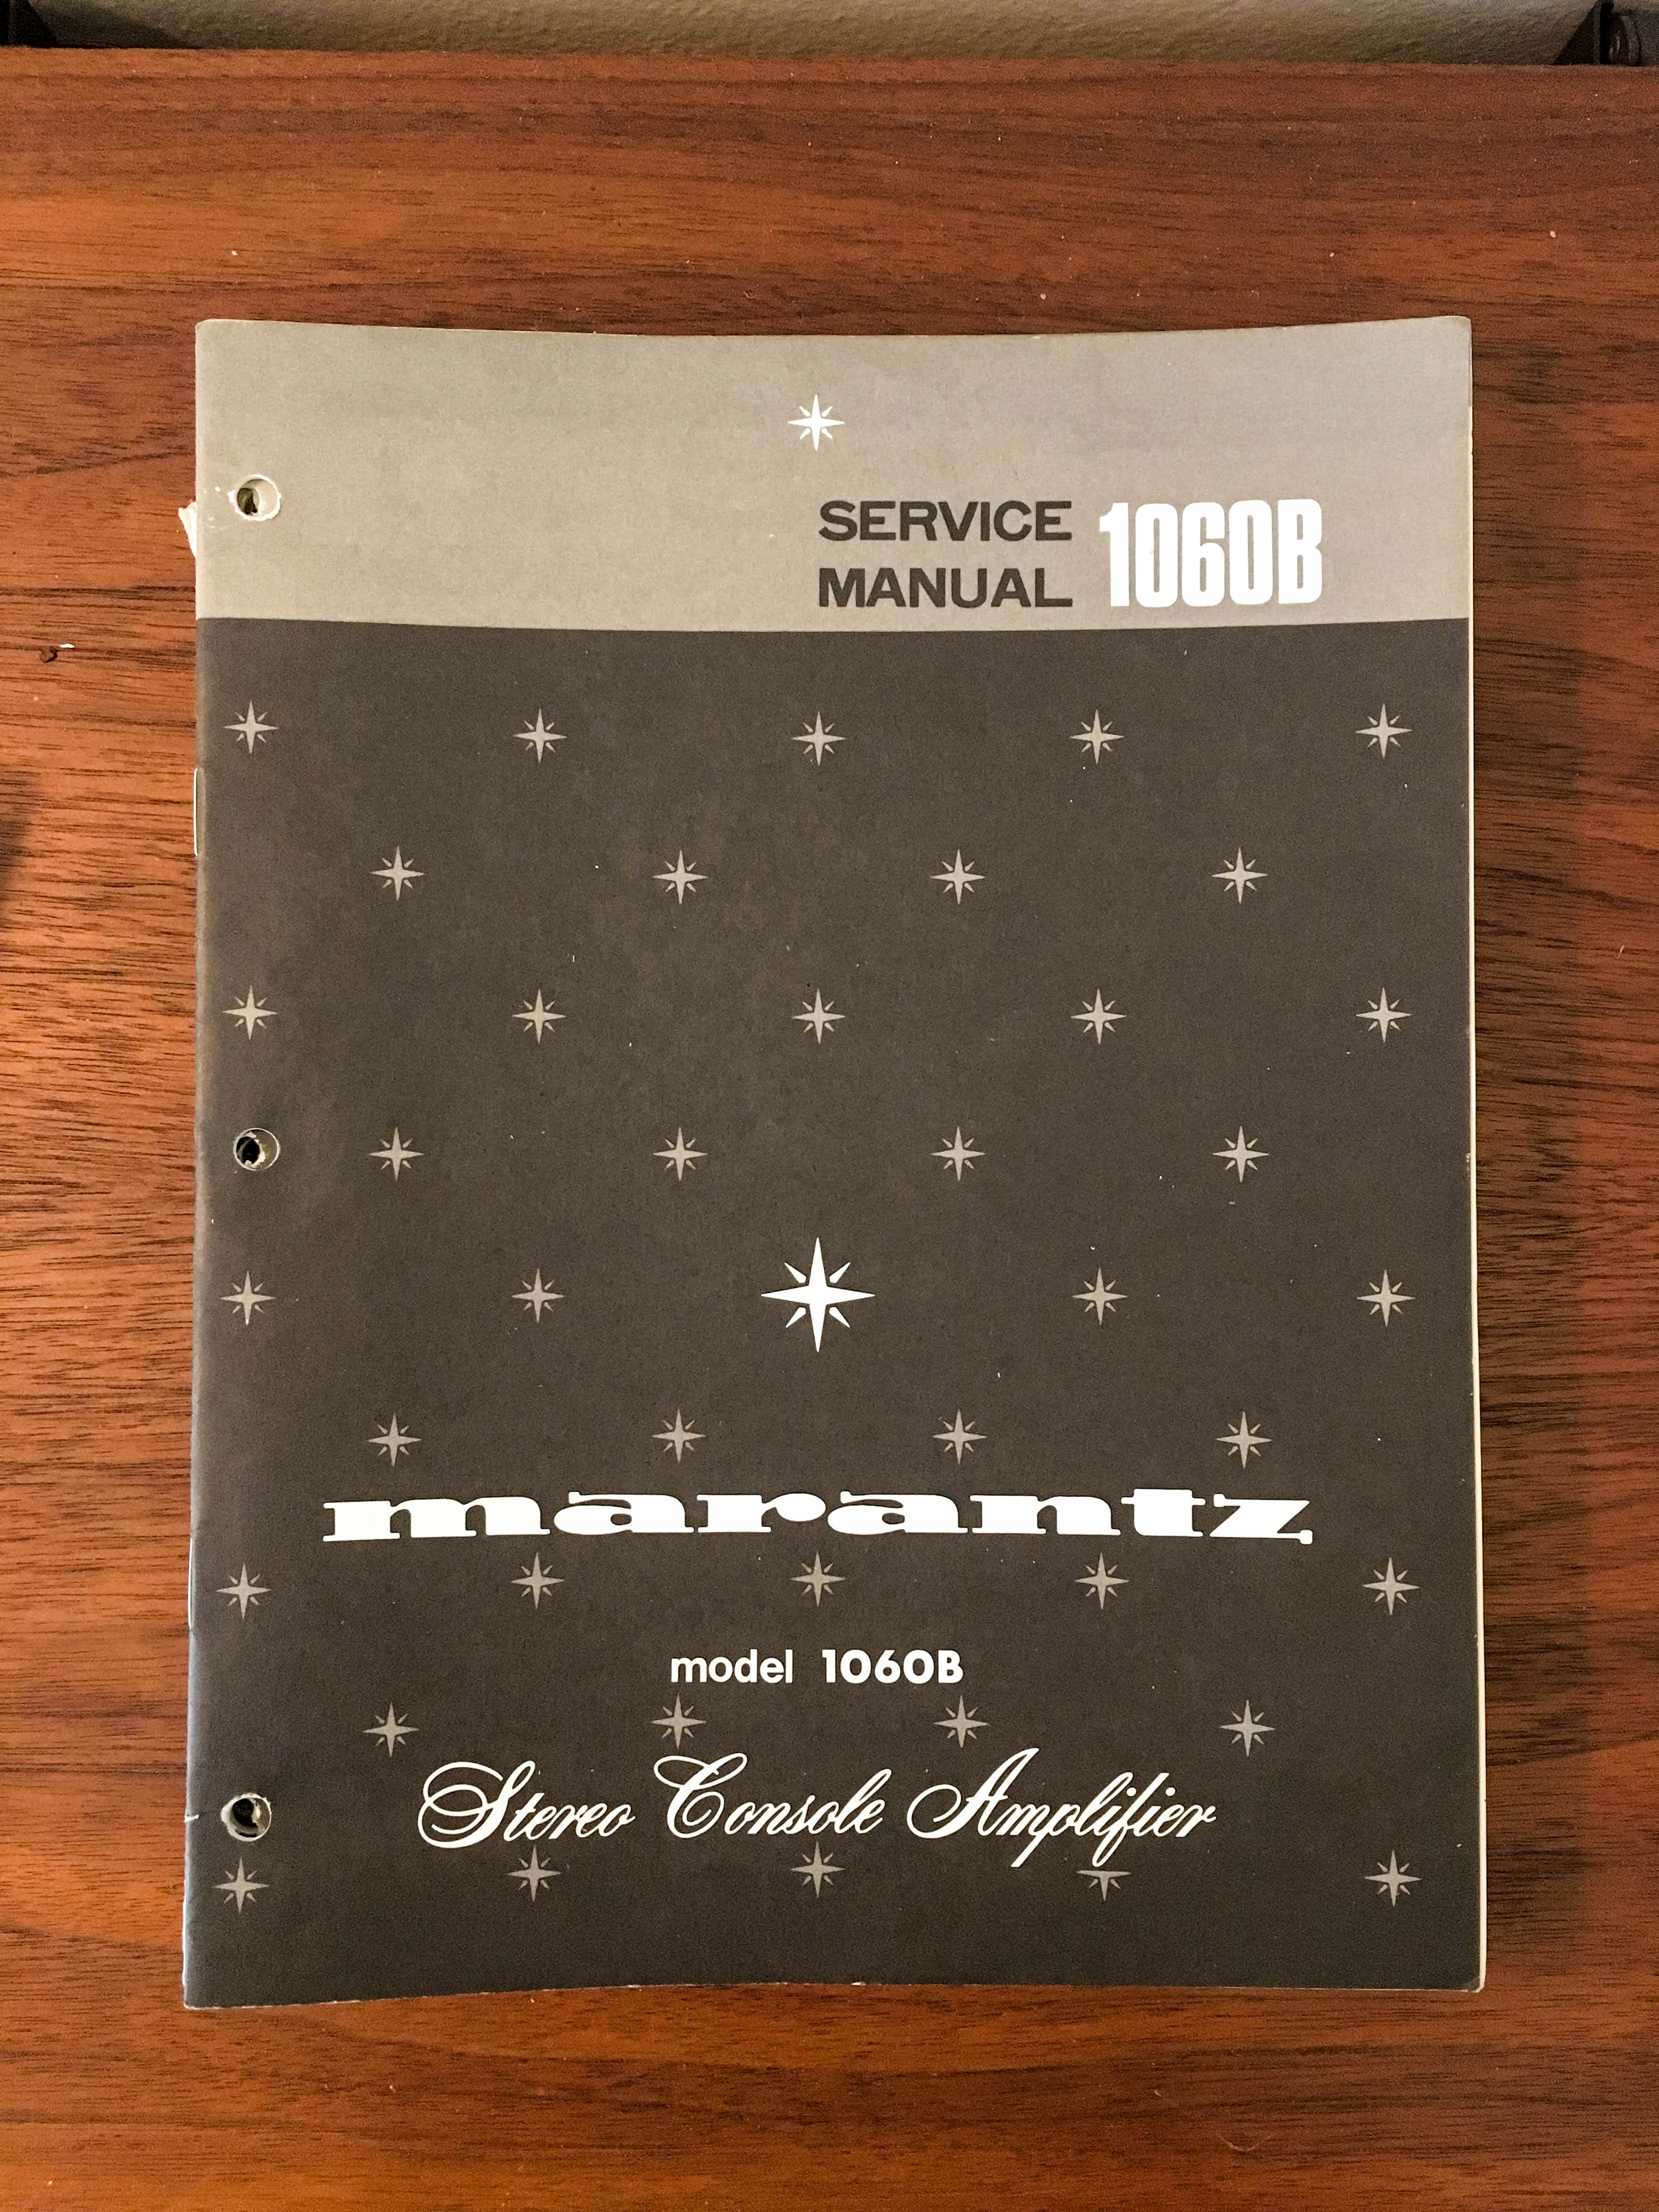 SERVICE
MANUAL 1060B
marantz
model 1060B
Stereo Console Amplifier